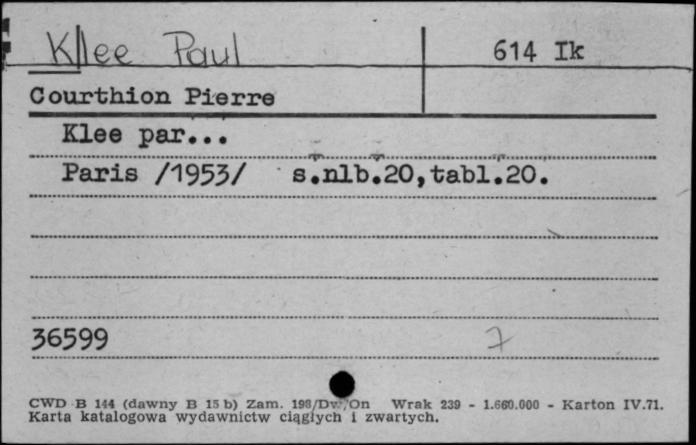 Klee Paul 614 Ik
Courthion Pierre
Klee par...
Paris /1953/ s.nlb.20,tabl.20.
36599 7
CWD B 144 (dawny B 15 b) Zam. 198/Dw./On Wrak 239 - 1.660.000 - Karton IV.71.
Karta katalogowa wydawnictw ciągłych i zwartych.